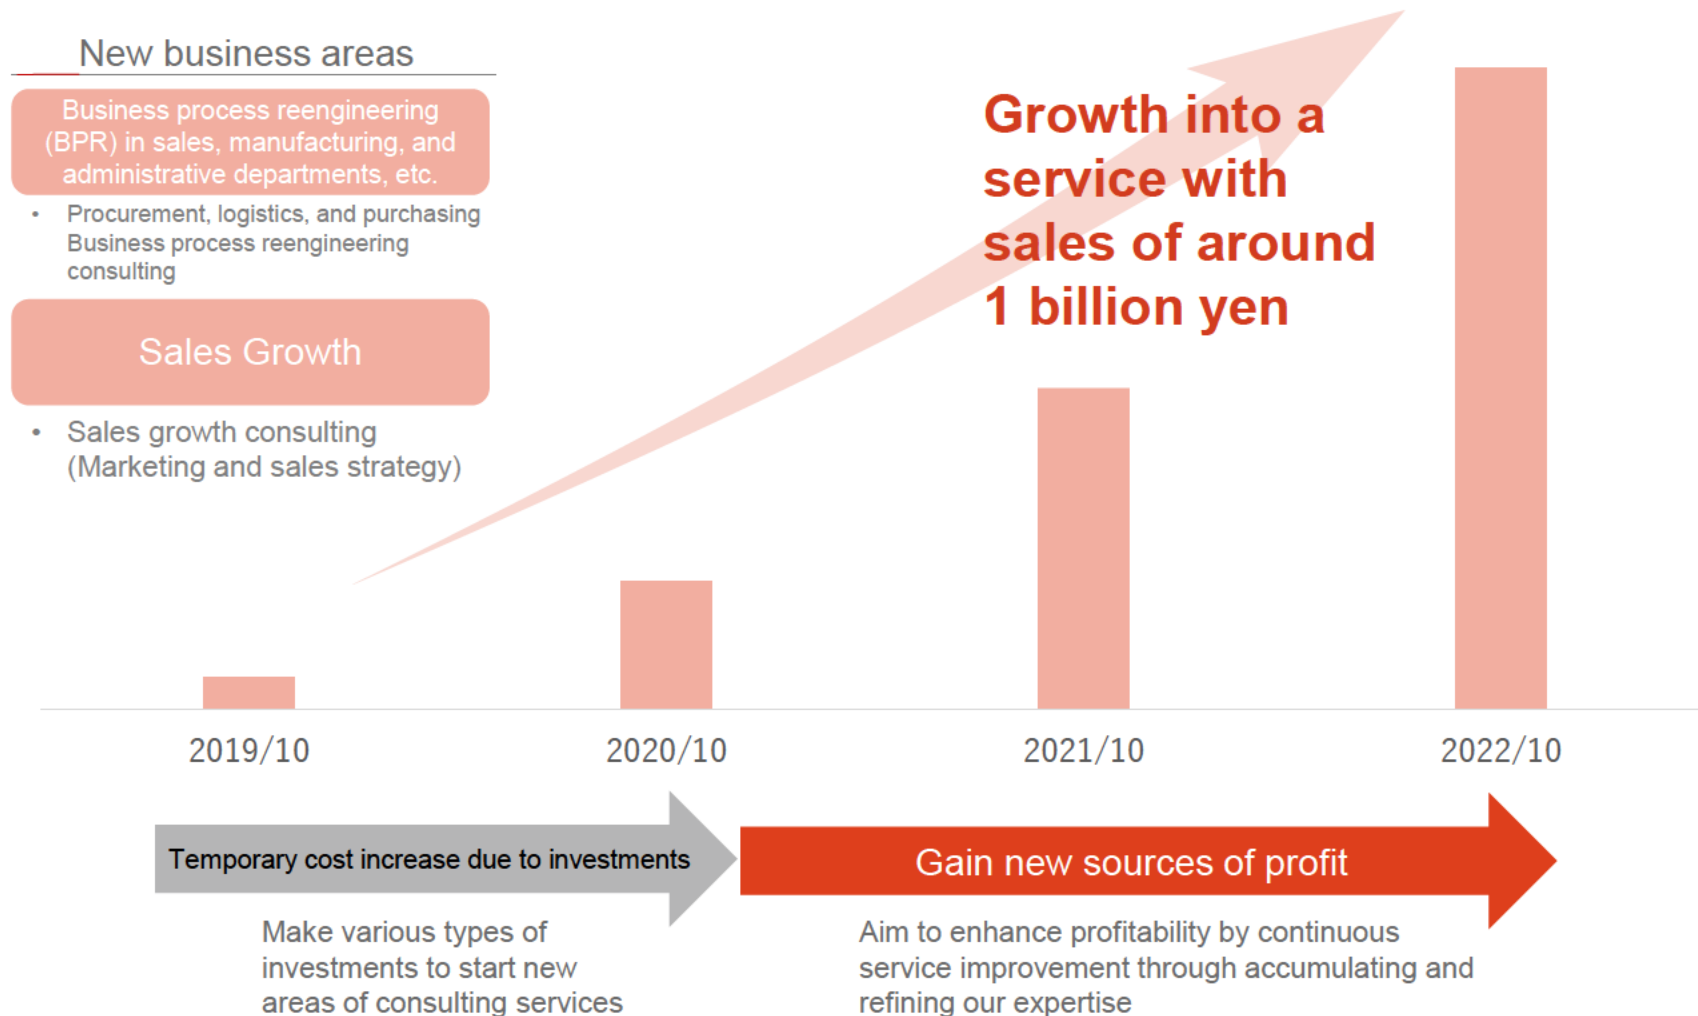 New business areas
Business process reengineering
(BPR) in sales, manufacturing, and
administrative departments, etc.
• Procurement, logistics, and purchasing
Business process reengineering
consulting
Sales Growth
• Sales growth consulting
(Marketing and sales strategy)
Growth into a
service with
sales of around
1 billion yen
2019/10
2020/10
2021/10
2022/10
Temporary cost increase due to investments
Gain new sources of profit
Make various types of
investments to start new
areas of consulting services
Aim to enhance profitability by continuous
service improvement through accumulating and
refining our expertise